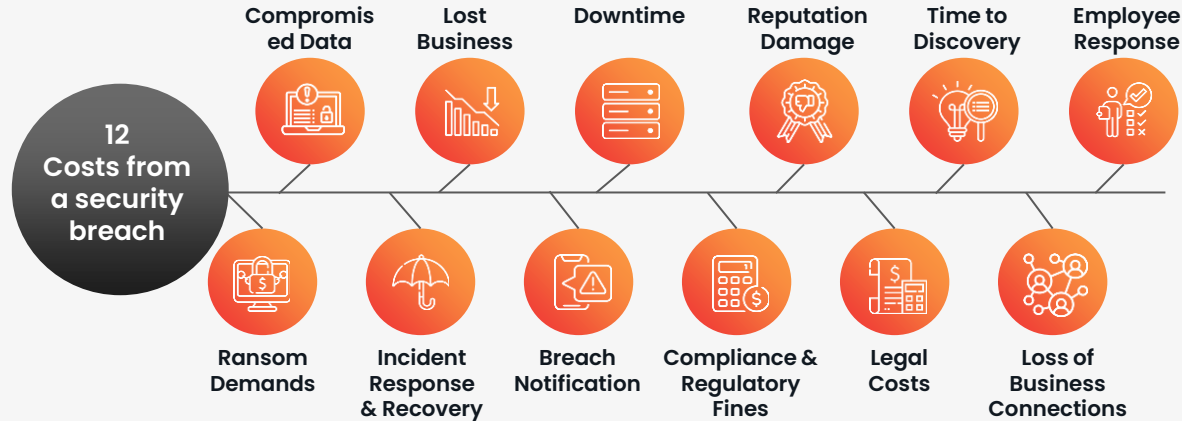 12
Costs from
a security
breach
Compromis
ed Data
Lost
Business
Downtime
Reputation
Damage
Time to
Discovery
Employee
Response
$
$
$
Ransom
Demands
Incident
Response
& Recovery
Breach
Notification
Compliance &
Regulatory
Fines
Legal
Costs
Loss of
Business
Connections